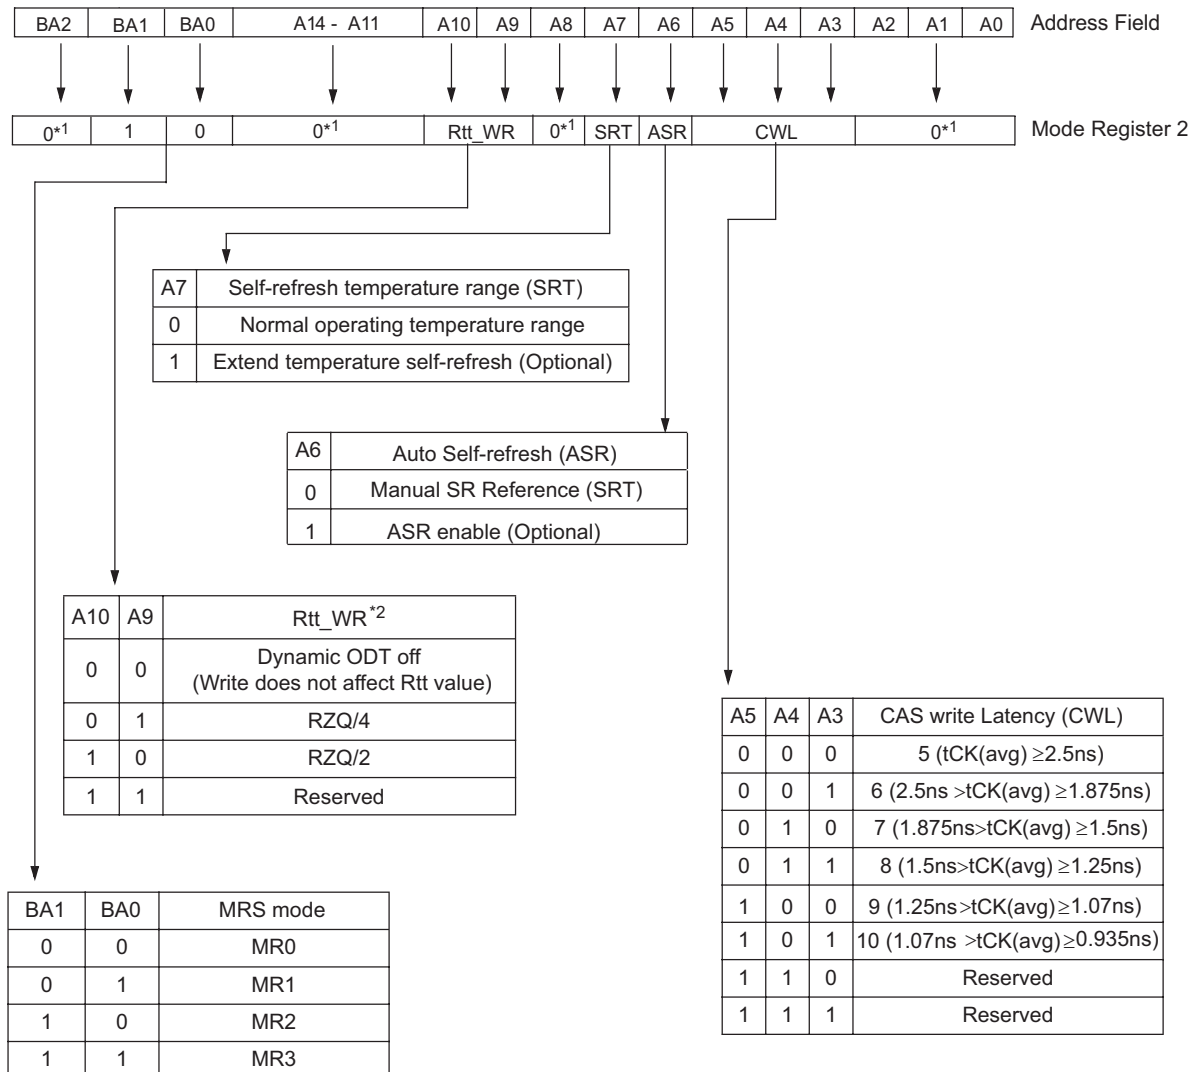 BA2 BA1 BA0 A14 - A11 A10 A9 A8 A7 A6 A5 A4 A3 A2 A1 A0 Address Field
0*1 1 0 0*1 Rtt_WR 0*1 SRT ASR CWL 0*1 Mode Register 2
A7 Self-refresh temperature range (SRT)
0 Normal operating temperature range
1 Extend temperature self-refresh (Optional)
A6 Auto Self-refresh (ASR)
0 Manual SR Reference (SRT)
1 ASR enable (Optional)
A10 A9 Rtt_WR*2
0 0 Dynamic ODT off
(Write does not affect Rtt value)
0 1 RZQ/4
1 0 RZQ/2
1 1 Reserved
A5 A4 A3 CAS write Latency (CWL)
0 0 0 5 (tCK(avg) ≥2.5ns)
0 0 1 6 (2.5ns >tCK(avg) ≥1.875ns)
0 1 0 7 (1.875ns>tCK(avg) ≥1.5ns)
0 1 1 8 (1.5ns>tCK(avg) ≥1.25ns)
1 0 0 9 (1.25ns>tCK(avg) ≥1.07ns)
1 0 1 10 (1.07ns >tCK(avg) ≥0.935ns)
1 1 0 Reserved
1 1 1 Reserved
BA1 BA0 MRS mode
0 0 MR0
0 1 MR1
1 0 MR2
1 1 MR3